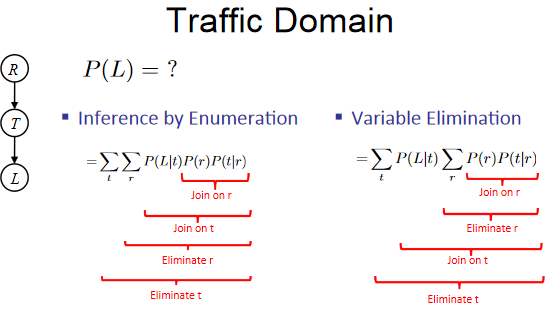 Traffic Domain
R
T
L
P(L) = ?
▪ Inference by Enumeration
= ∑_t ∑_r P(L|t)P(r)P(t|r)
Join on r
Join on t
Eliminate r
Eliminate t
▪ Variable Elimination
= ∑_t P(L|t) ∑_r P(r)P(t|r)
Join on r
Eliminate r
Join on t
Eliminate t